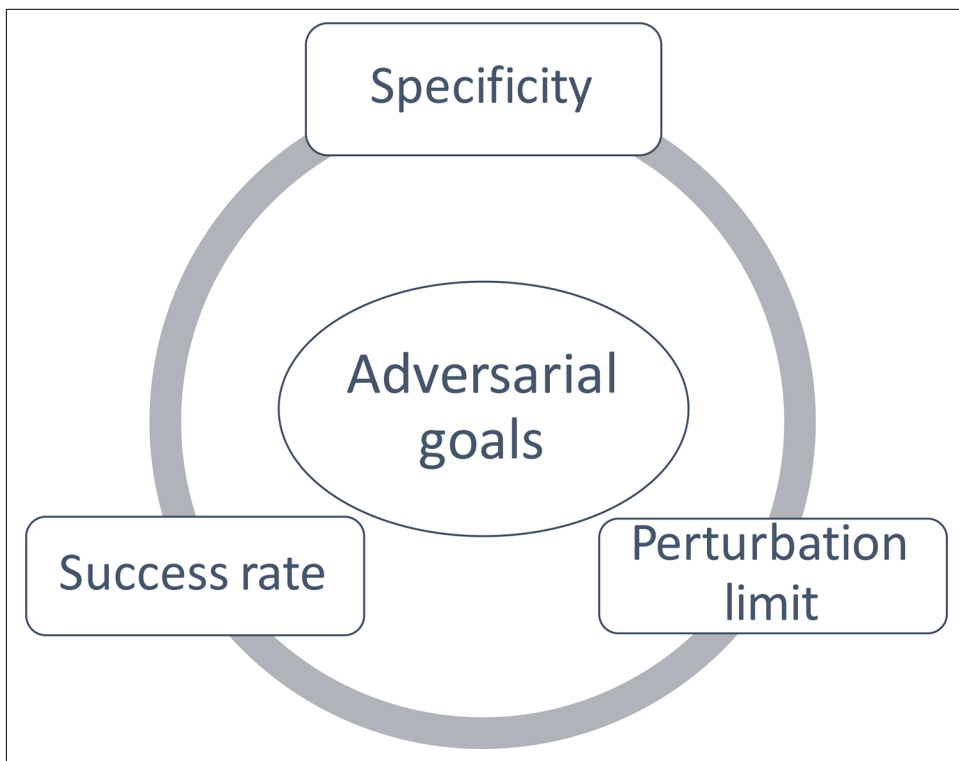 Specificity
Adversarial
goals
Success rate
Perturbation
limit